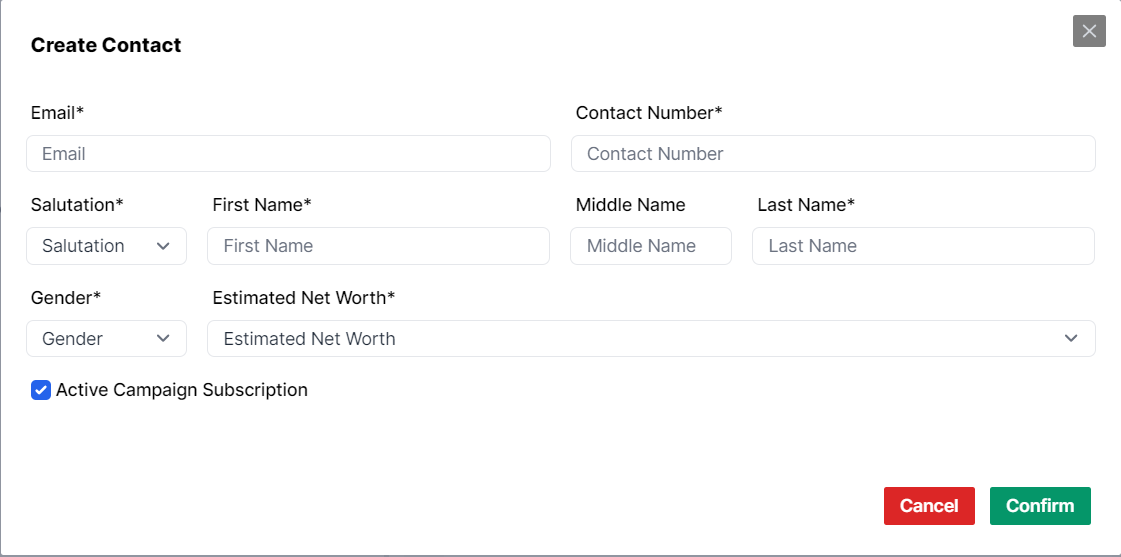 Create Contact
Email* Contact Number*
Email Contact Number
Salutation* First Name* Middle Name Last Name*
Salutation First Name Middle Name Last Name
Gender* Estimated Net Worth*
Gender Estimated Net Worth
Active Campaign Subscription
Cancel Confirm